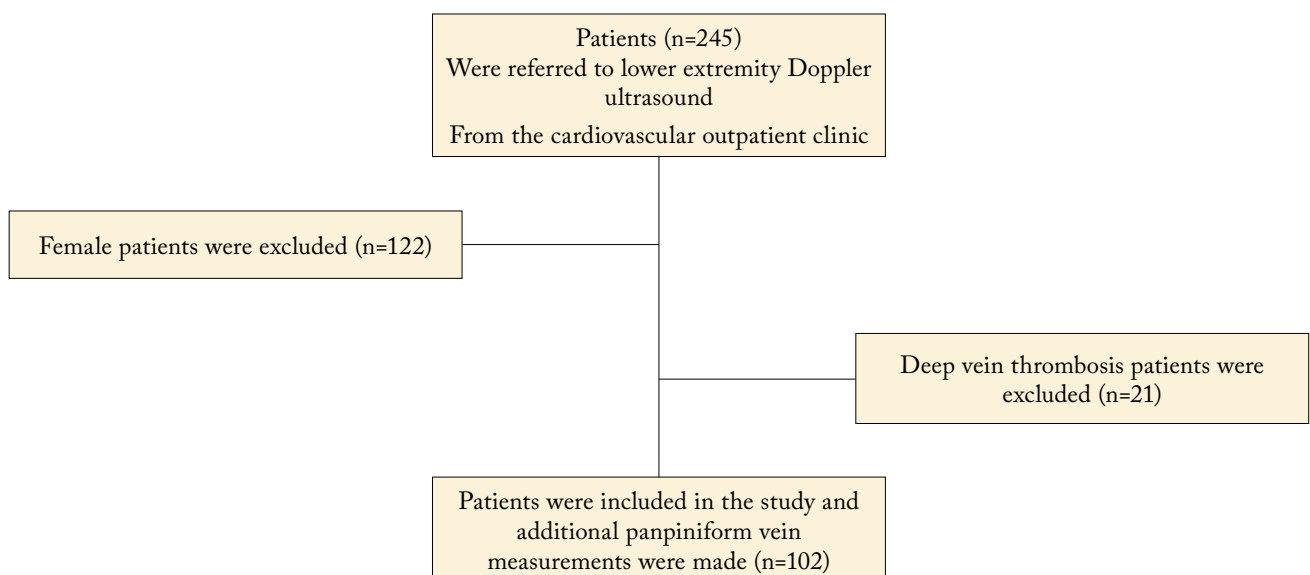 Patients (n=245)
Were referred to lower extremity Doppler
ultrasound
From the cardiovascular outpatient clinic
Female patients were excluded (n=122)
Deep vein thrombosis patients were
excluded (n=21)
Patients were included in the study and
additional panpiniform vein
measurements were made (n=102)